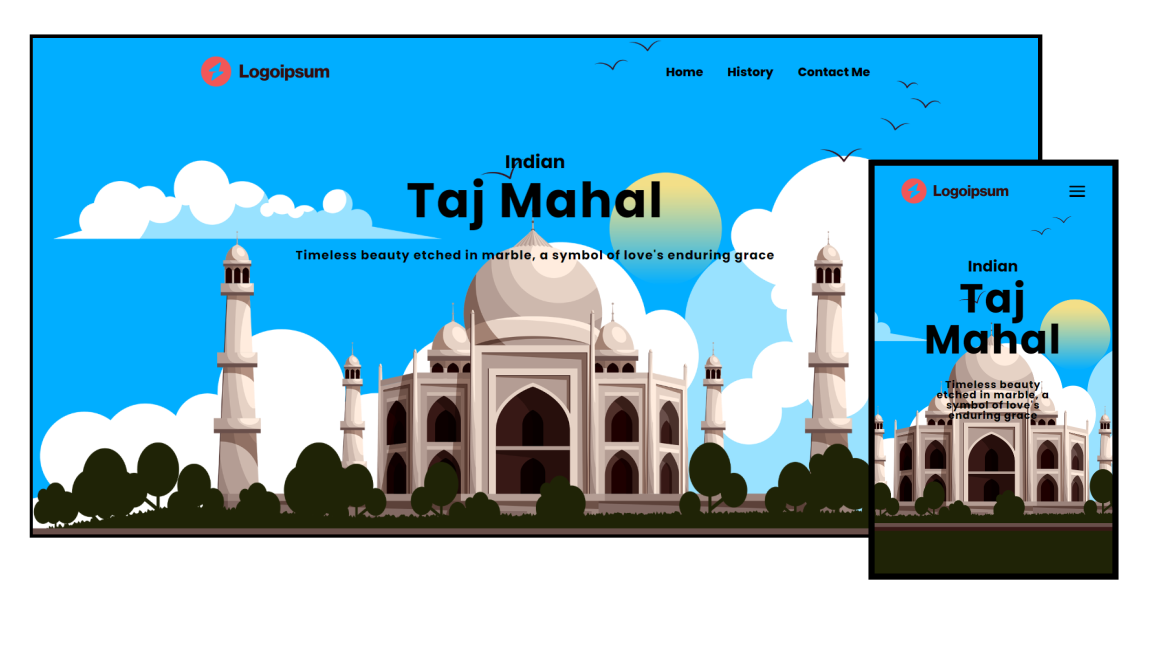 Logoipsum
Home History Contact Me
Indian
Taj Mahal
Timeless beauty etched in marble, a symbol of love's enduring grace
Logoipsum
Indian
Taj
Mahal
Timeless beauty
etched in marble, a
symbol of love's
enduring grace